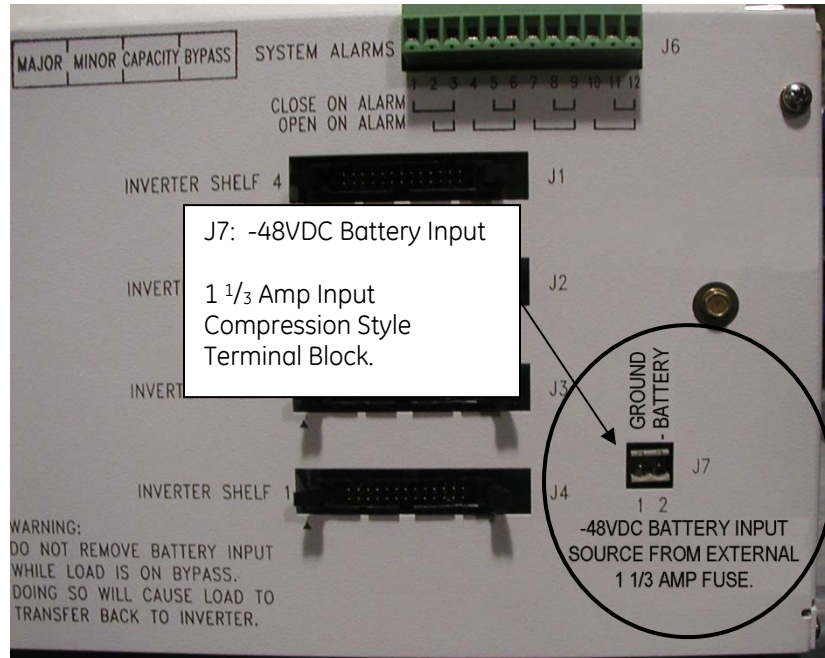 MAJOR MINOR CAPACITY BYPASS
SYSTEM ALARMS
J6
1 2 3 4 5 6 7 8 9 10 11 12
CLOSE ON ALARM
OPEN ON ALARM
INVERTER SHELF 4
J1
J7: -48VDC Battery Input
1 1/3 Amp Input
Compression Style
Terminal Block.
INVERT
J2
INVERT
J3
GROUND
- BATTERY
J7
1 2
INVERTER SHELF 1
J4
-48VDC BATTERY INPUT
SOURCE FROM EXTERNAL
1 1/3 AMP FUSE.
WARNING:
DO NOT REMOVE BATTERY INPUT
WHILE LOAD IS ON BYPASS.
DOING SO WILL CAUSE LOAD TO
TRANSFER BACK TO INVERTER.